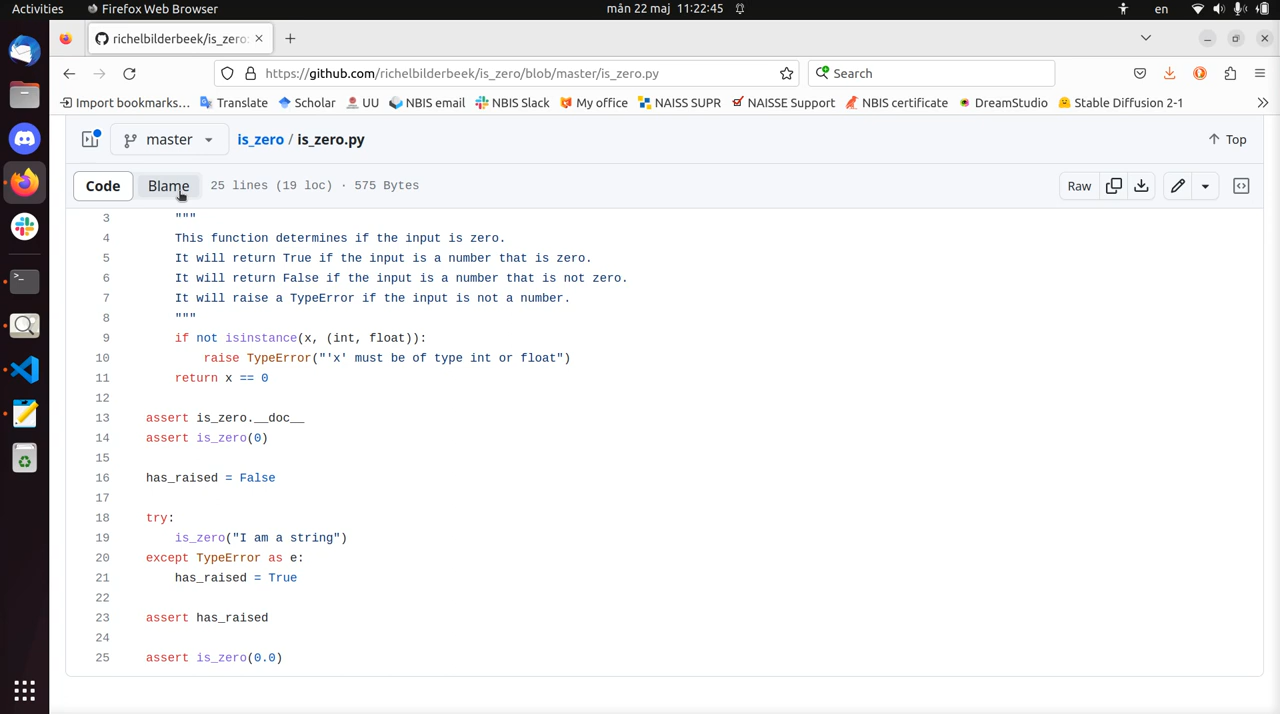 Activities
Firefox Web Browser
mån 22 maj 11:22:45
en
richelbilderbeek/is_zero:
https://github.com/richelbilderbeek/is_zero/blob/master/is_zero.py
Search
Import bookmarks...
Translate
Scholar
UU
NBIS email
NBIS Slack
My office
NAISS SUPR
NAISSE Support
NBIS certificate
DreamStudio
Stable Diffusion 2-1
master
is_zero / is_zero.py
Top
Code
Blame
25 lines (19 loc) · 575 Bytes
Raw
3 """
4 This function determines if the input is zero.
5 It will return True if the input is a number that is zero.
6 It will return False if the input is a number that is not zero.
7 It will raise a TypeError if the input is not a number.
8 """
9 if not isinstance(x, (int, float)):
10 raise TypeError("'x' must be of type int or float")
11 return x == 0
12
13 assert is_zero.__doc__
14 assert is_zero(0)
15
16 has_raised = False
17
18 try:
19 is_zero("I am a string")
20 except TypeError as e:
21 has_raised = True
22
23 assert has_raised
24
25 assert is_zero(0.0)